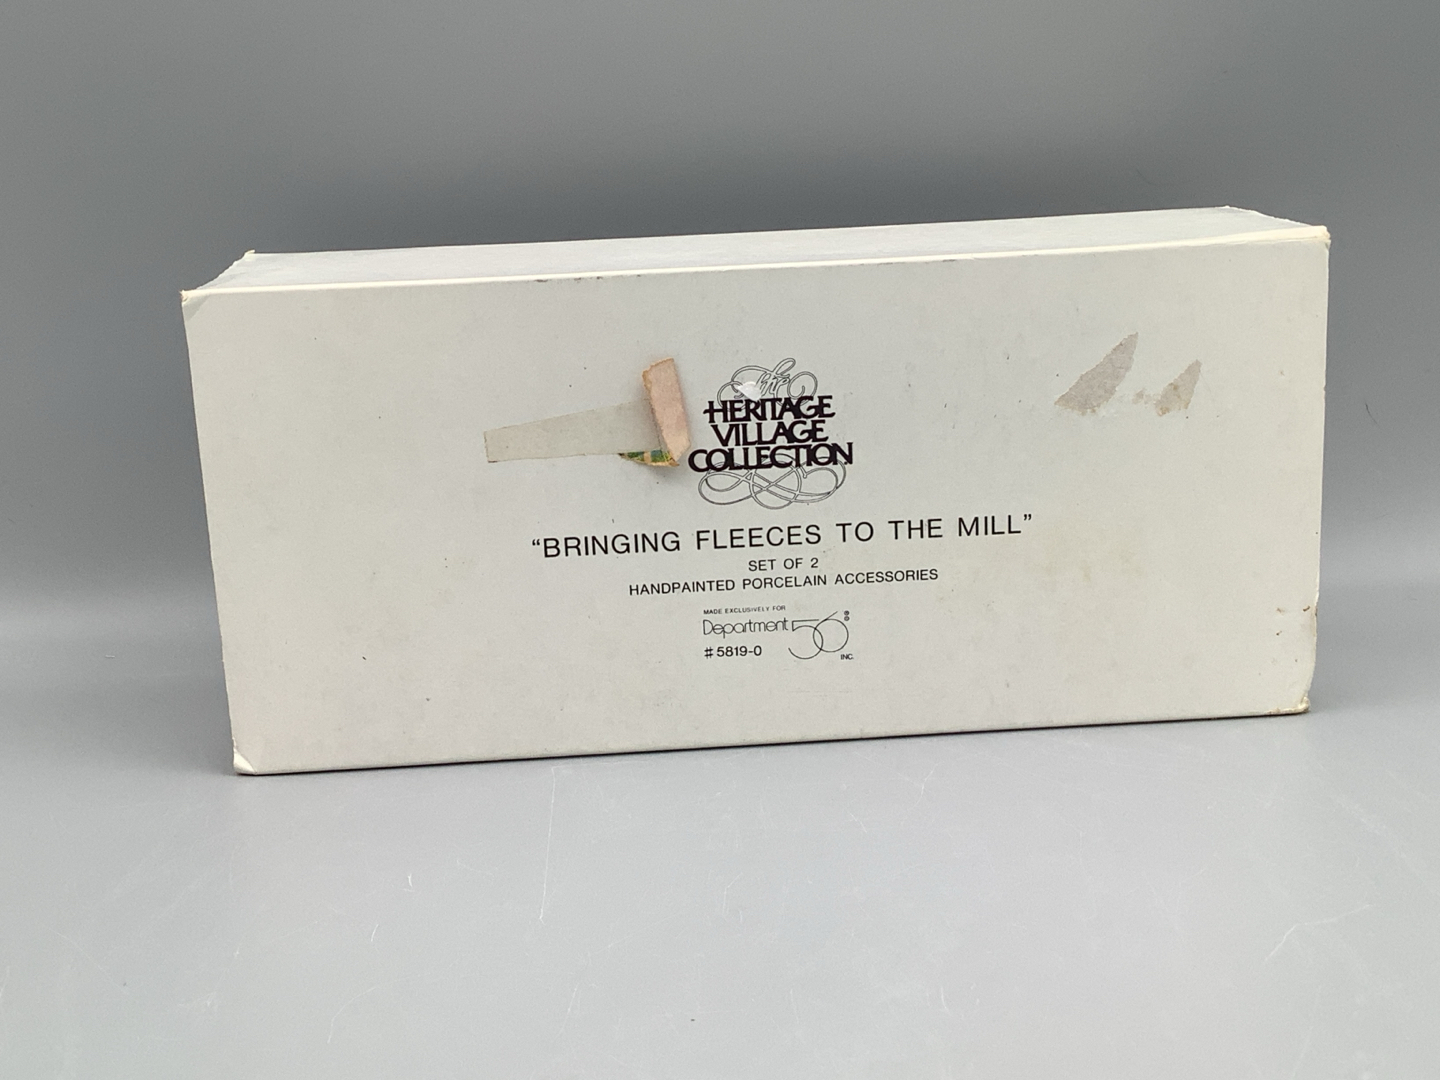 The
HERITAGE
VILLAGE
COLLECTION
“BRINGING FLEECES TO THE MILL”
SET OF 2
HANDPAINTED PORCELAIN ACCESSORIES
MADE EXCLUSIVELY FOR
Department 56 ®
#5819-0
INC.